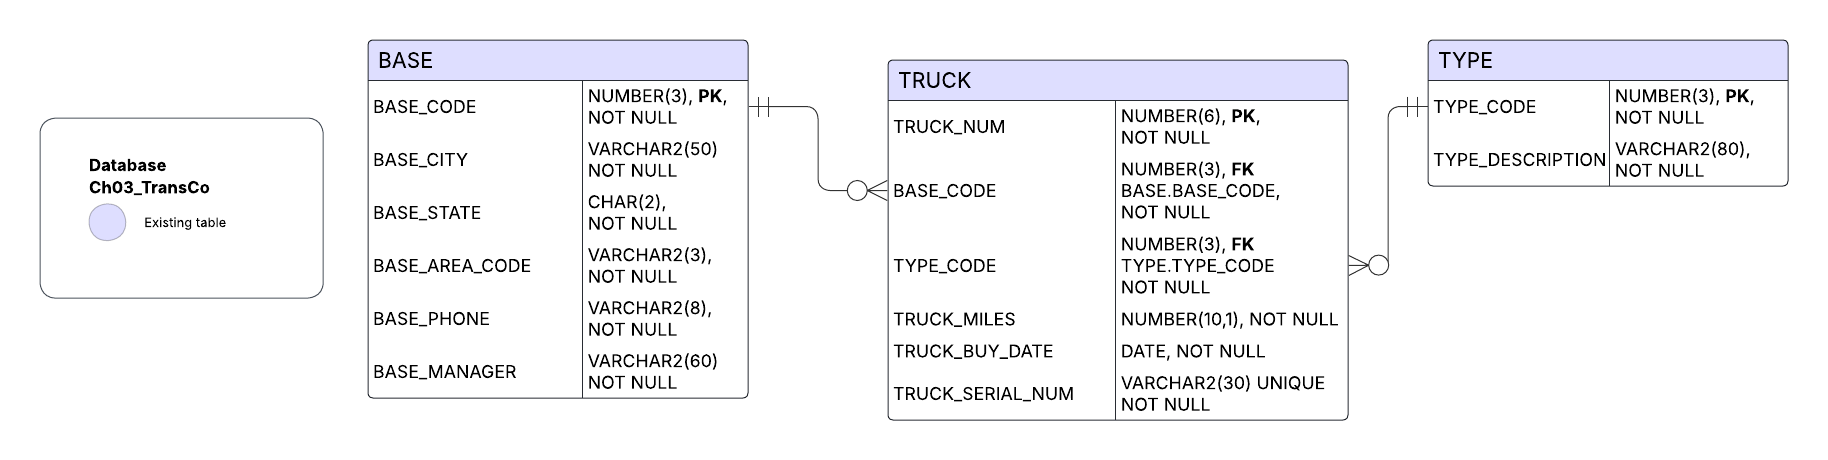 Database
Ch03_TransCo
Existing table
BASE
BASE_CODE
NUMBER(3), PK,
NOT NULL
BASE_CITY
VARCHAR2(50)
NOT NULL
BASE_STATE
CHAR(2),
NOT NULL
BASE_AREA_CODE
VARCHAR2(3),
NOT NULL
BASE_PHONE
VARCHAR2(8),
NOT NULL
BASE_MANAGER
VARCHAR2(60)
NOT NULL
TRUCK
TRUCK_NUM
NUMBER(6), PK,
NOT NULL
BASE_CODE
NUMBER(3), FK
BASE.BASE_CODE,
NOT NULL
TYPE_CODE
NUMBER(3), FK
TYPE.TYPE_CODE
NOT NULL
TRUCK_MILES
NUMBER(10,1), NOT NULL
TRUCK_BUY_DATE
DATE, NOT NULL
TRUCK_SERIAL_NUM
VARCHAR2(30) UNIQUE
NOT NULL
TYPE
TYPE_CODE
NUMBER(3), PK,
NOT NULL
TYPE_DESCRIPTION
VARCHAR2(80),
NOT NULL